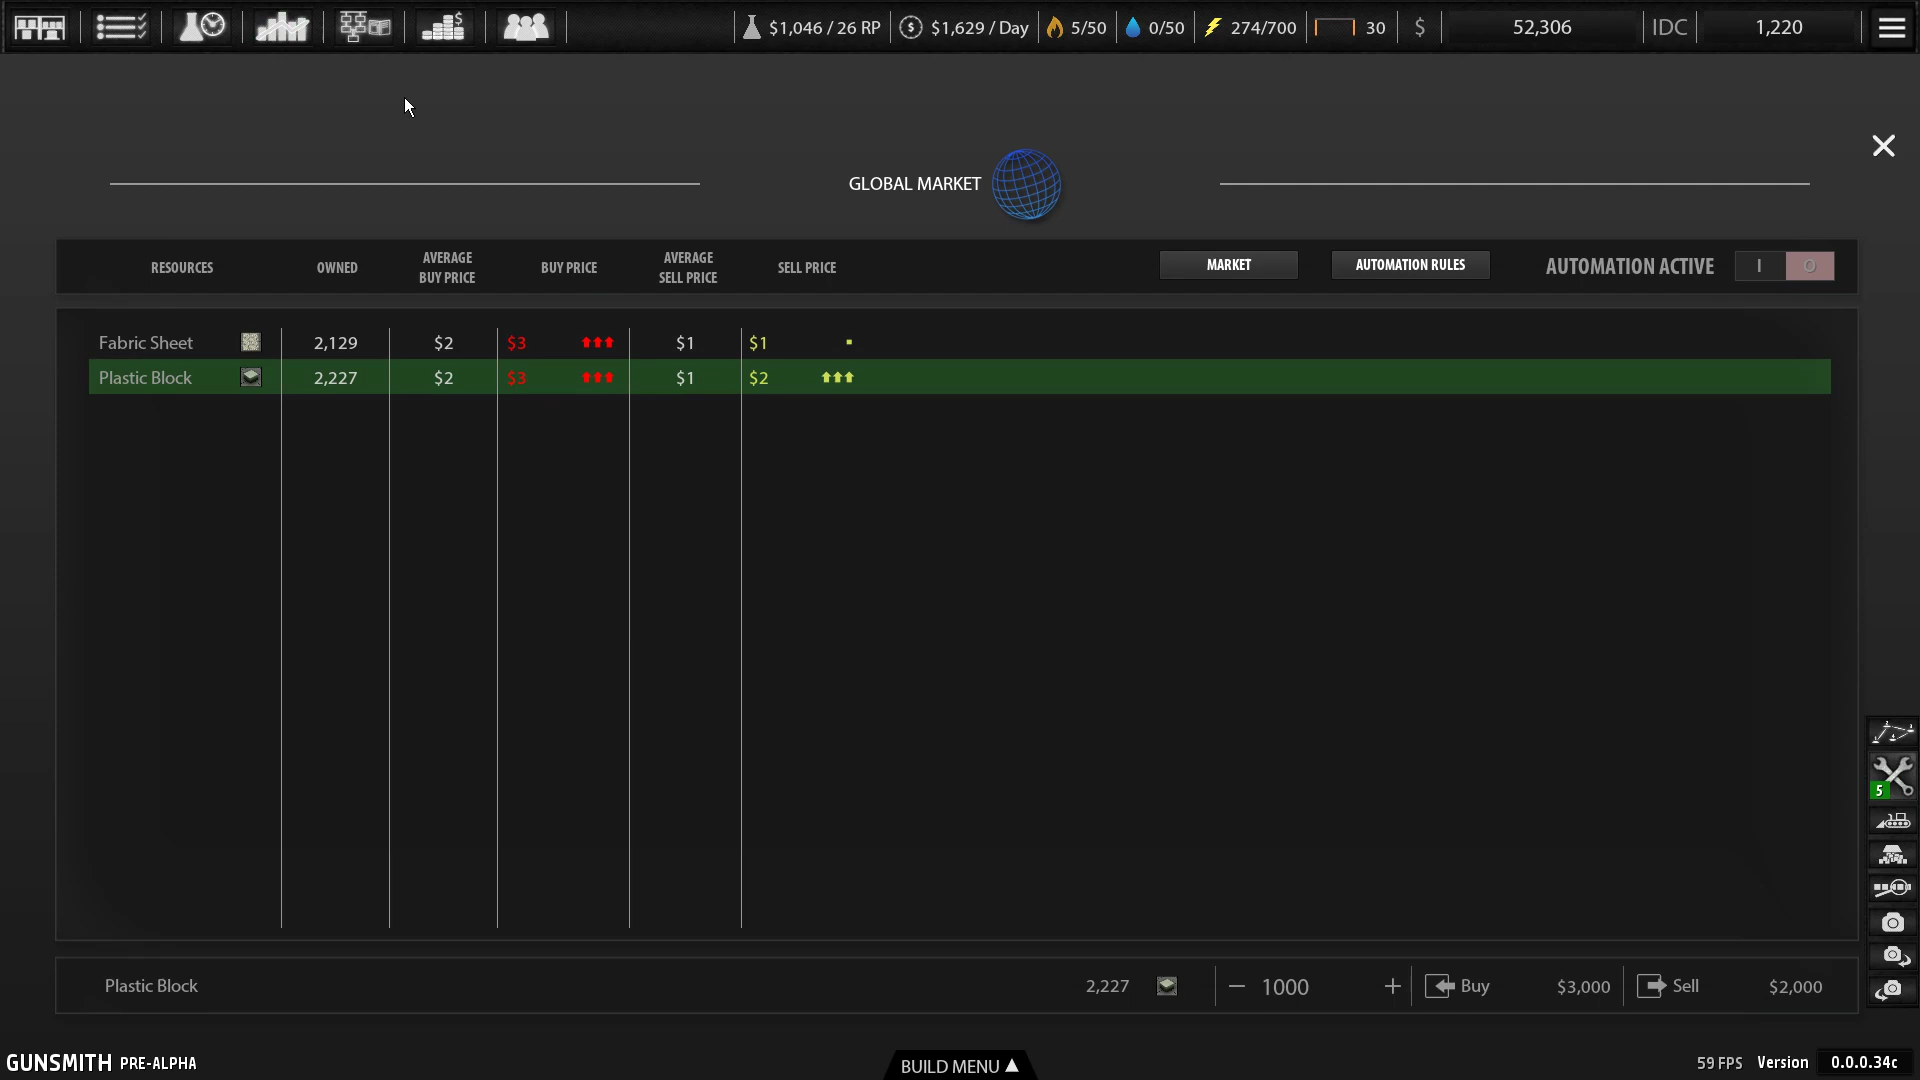 $1,046 / 26 RP $1,629 / Day 5/50 0/50 274/700 30 $ 52,306 IDC 1,220
GLOBAL MARKET
RESOURCES OWNED AVERAGE BUY PRICE BUY PRICE AVERAGE SELL PRICE SELL PRICE MARKET AUTOMATION RULES AUTOMATION ACTIVE I O
Fabric Sheet 2,129 $2 $3 $1 $1
Plastic Block 2,227 $2 $3 $1 $2
5
Plastic Block 2,227 — 1000 + Buy $3,000 Sell $2,000
GUNSMITH PRE-ALPHA BUILD MENU 59 FPS Version 0.0.0.34c